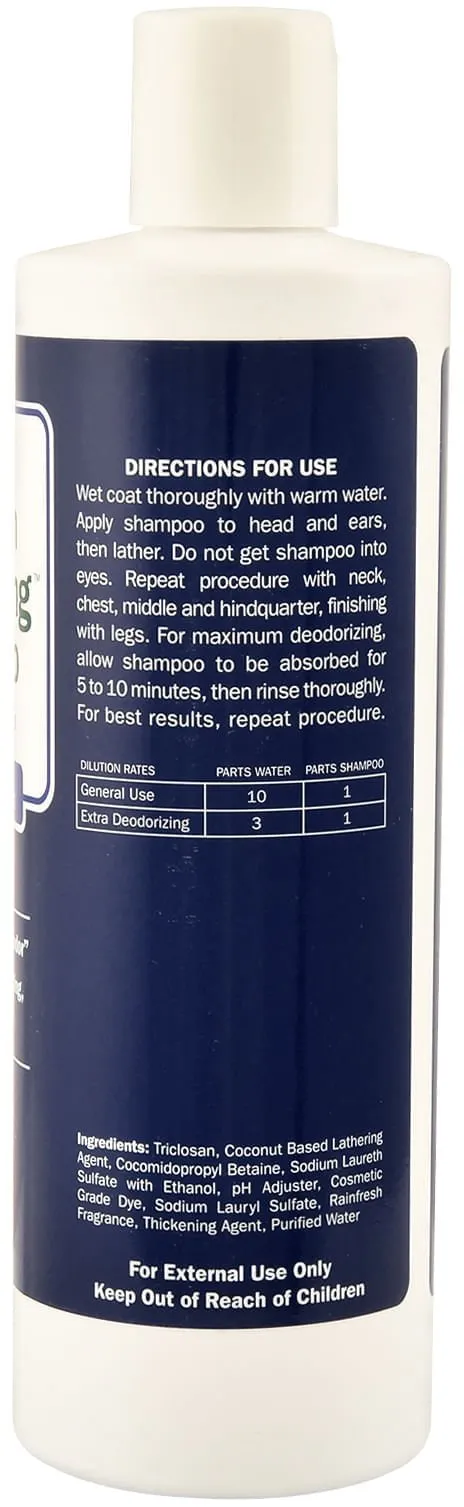 DIRECTIONS FOR USE
Wet coat thoroughly with warm water.
Apply shampoo to head and ears,
then lather. Do not get shampoo into
eyes. Repeat procedure with neck,
chest, middle and hindquarter, finishing
with legs. For maximum deodorizing,
allow shampoo to be absorbed for
5 to 10 minutes, then rinse thoroughly.
For best results, repeat procedure.
DILUTION RATES PARTS WATER PARTS SHAMPOO
General Use 10 1
Extra Deodorizing 3 1
Ingredients: Triclosan, Coconut Based Lathering
Agent, Cocomidopropyl Betaine, Sodium Laureth
Sulfate with Ethanol, pH Adjuster, Cosmetic
Grade Dye, Sodium Lauryl Sulfate, Rainfresh
Fragrance, Thickening Agent, Purified Water
For External Use Only
Keep Out of Reach of Children